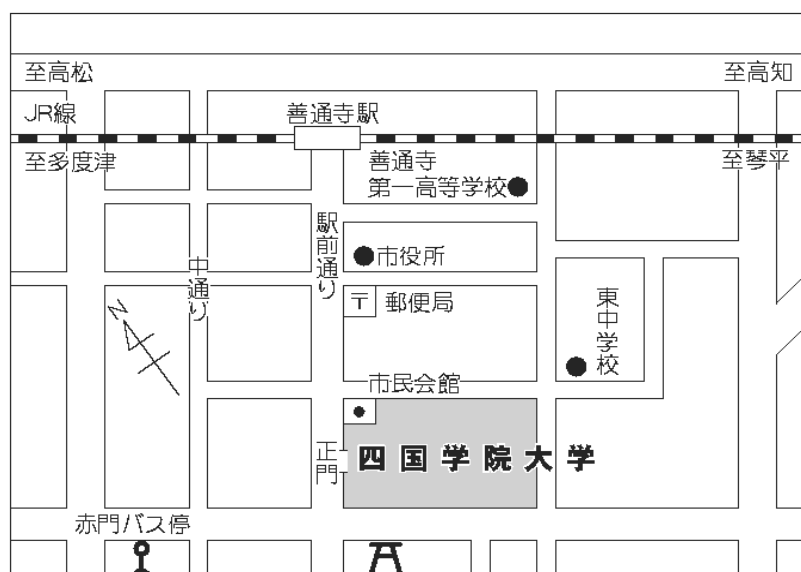 至高松
至高知
JR線
善通寺駅
至多度津
善通寺
第一高等学校
至琴平
駅前通り
市役所
中通り
〒
郵便局
東中学校
N
市民会館
正門
四国学院大学
赤門バス停